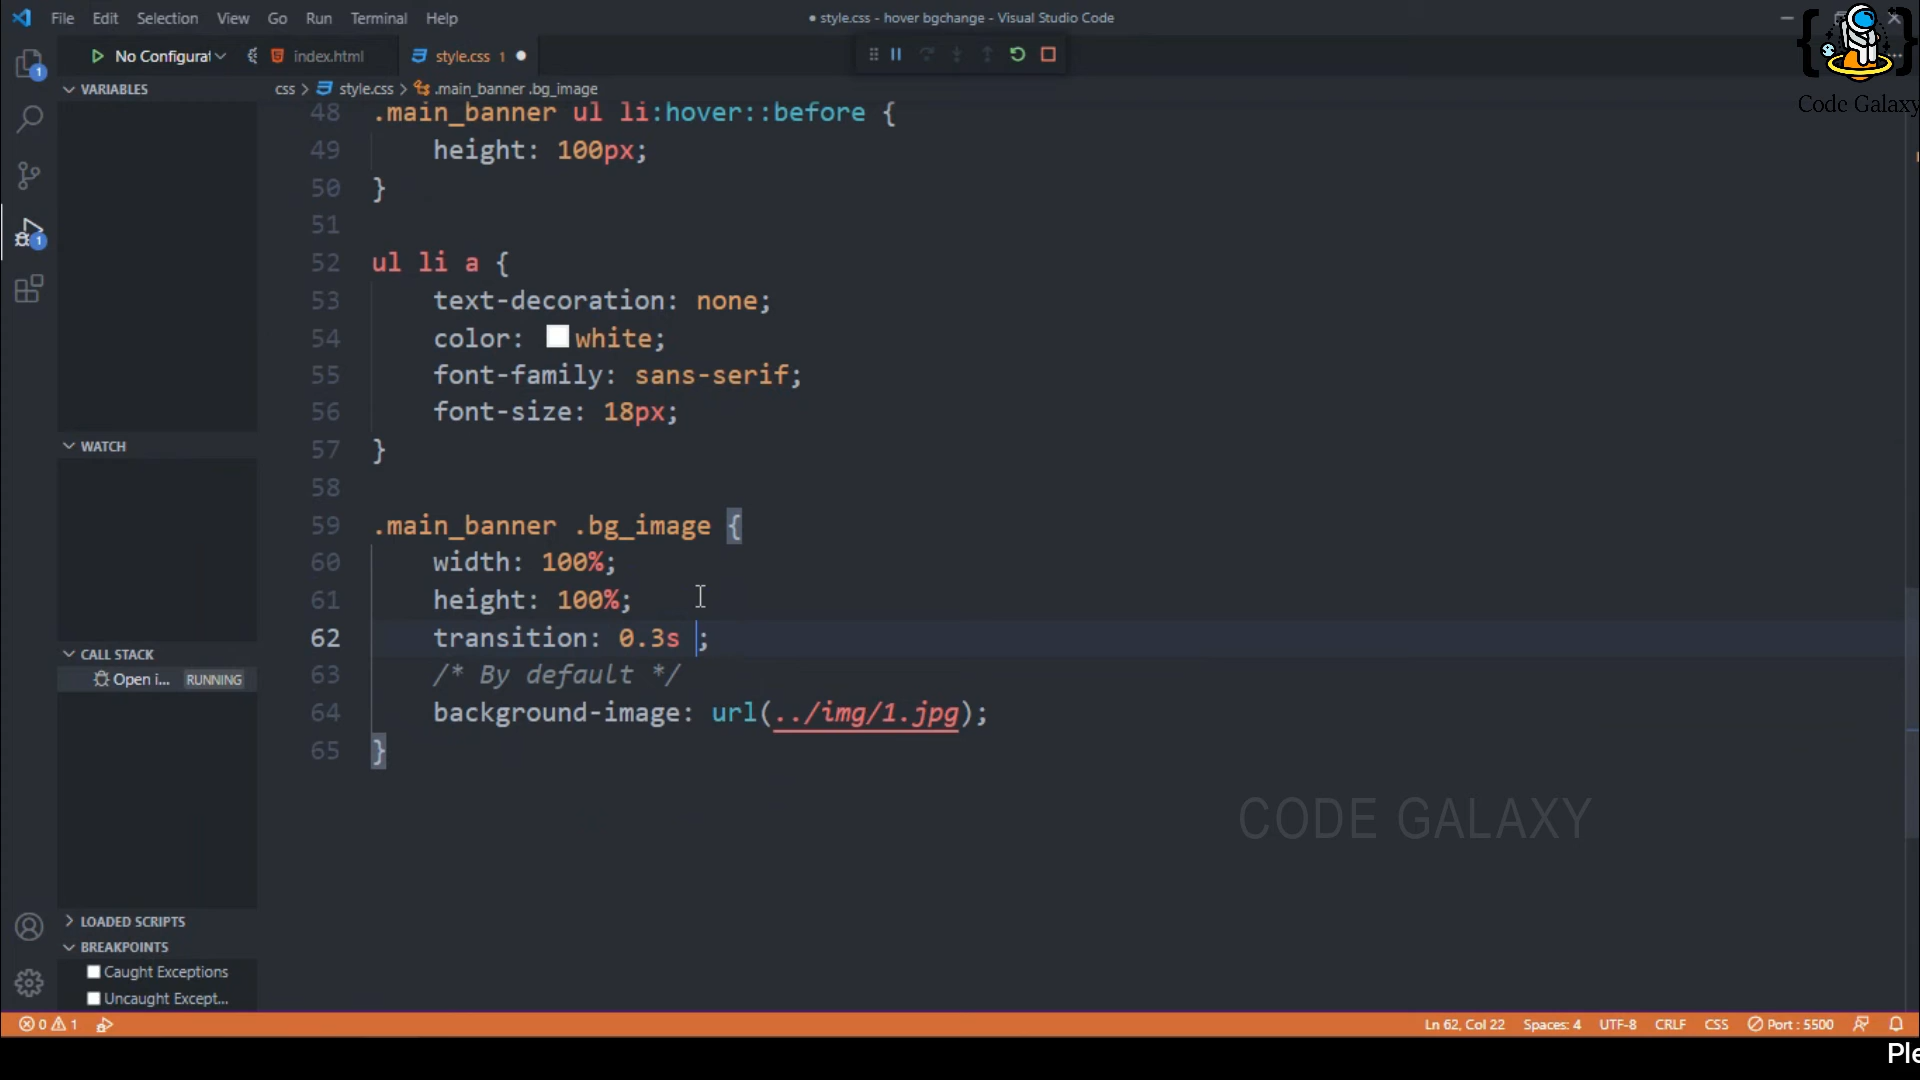 File Edit Selection View Go Run Terminal Help
● style.css - hover bgchange - Visual Studio Code
No Configurat
index.html
style.css 1 ●
{ }
Code Galaxy
VARIABLES
css > style.css > .main_banner .bg_image
48 .main_banner ul li:hover::before {
49 height: 100px;
50 }
51
52 ul li a {
53 text-decoration: none;
54 color: white;
55 font-family: sans-serif;
56 font-size: 18px;
57 }
58
59 .main_banner .bg_image {
60 width: 100%;
61 height: 100%;
62 transition: 0.3s ;
63 /* By default */
64 background-image: url(../img/1.jpg);
65 }
1
1
WATCH
CALL STACK
Open i... RUNNING
LOADED SCRIPTS
BREAKPOINTS
Caught Exceptions
Uncaught Except...
CODE GALAXY
0 1
Ln 62, Col 22 Spaces: 4 UTF-8 CRLF CSS Port : 5500
Ple